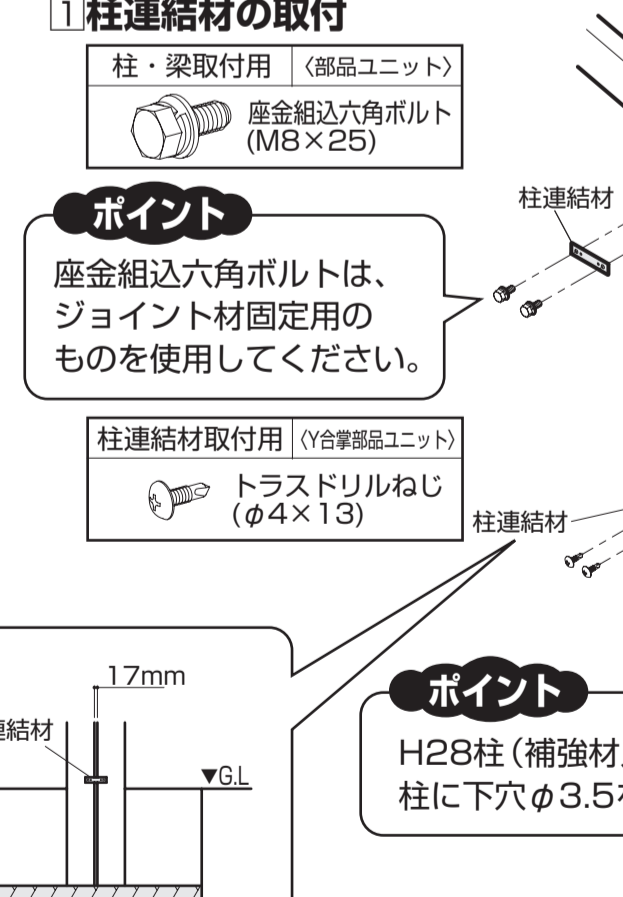 1 柱連結材の取付
柱・梁取付用 〈部品ユニット〉
座金組込六角ボルト
(M8×25)
柱連結材
ポイント
座金組込六角ボルトは、
ジョイント材固定用の
ものを使用してください。
柱連結材取付用 〈Y合掌部品ユニット〉
トラスドリルねじ
(φ4×13)
柱連結材
17mm
連結材
▼G.L
ポイント
H28柱(補強材
柱に下穴φ3.5